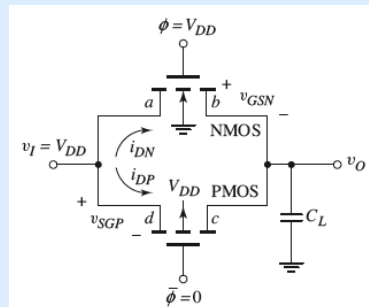 ϕ = V_DD
a b + v_GSN −
NMOS
v_I = V_DD i_DN v_O
i_DP V_DD PMOS
+ v_SGP − d c C_L
ϕ̄ = 0